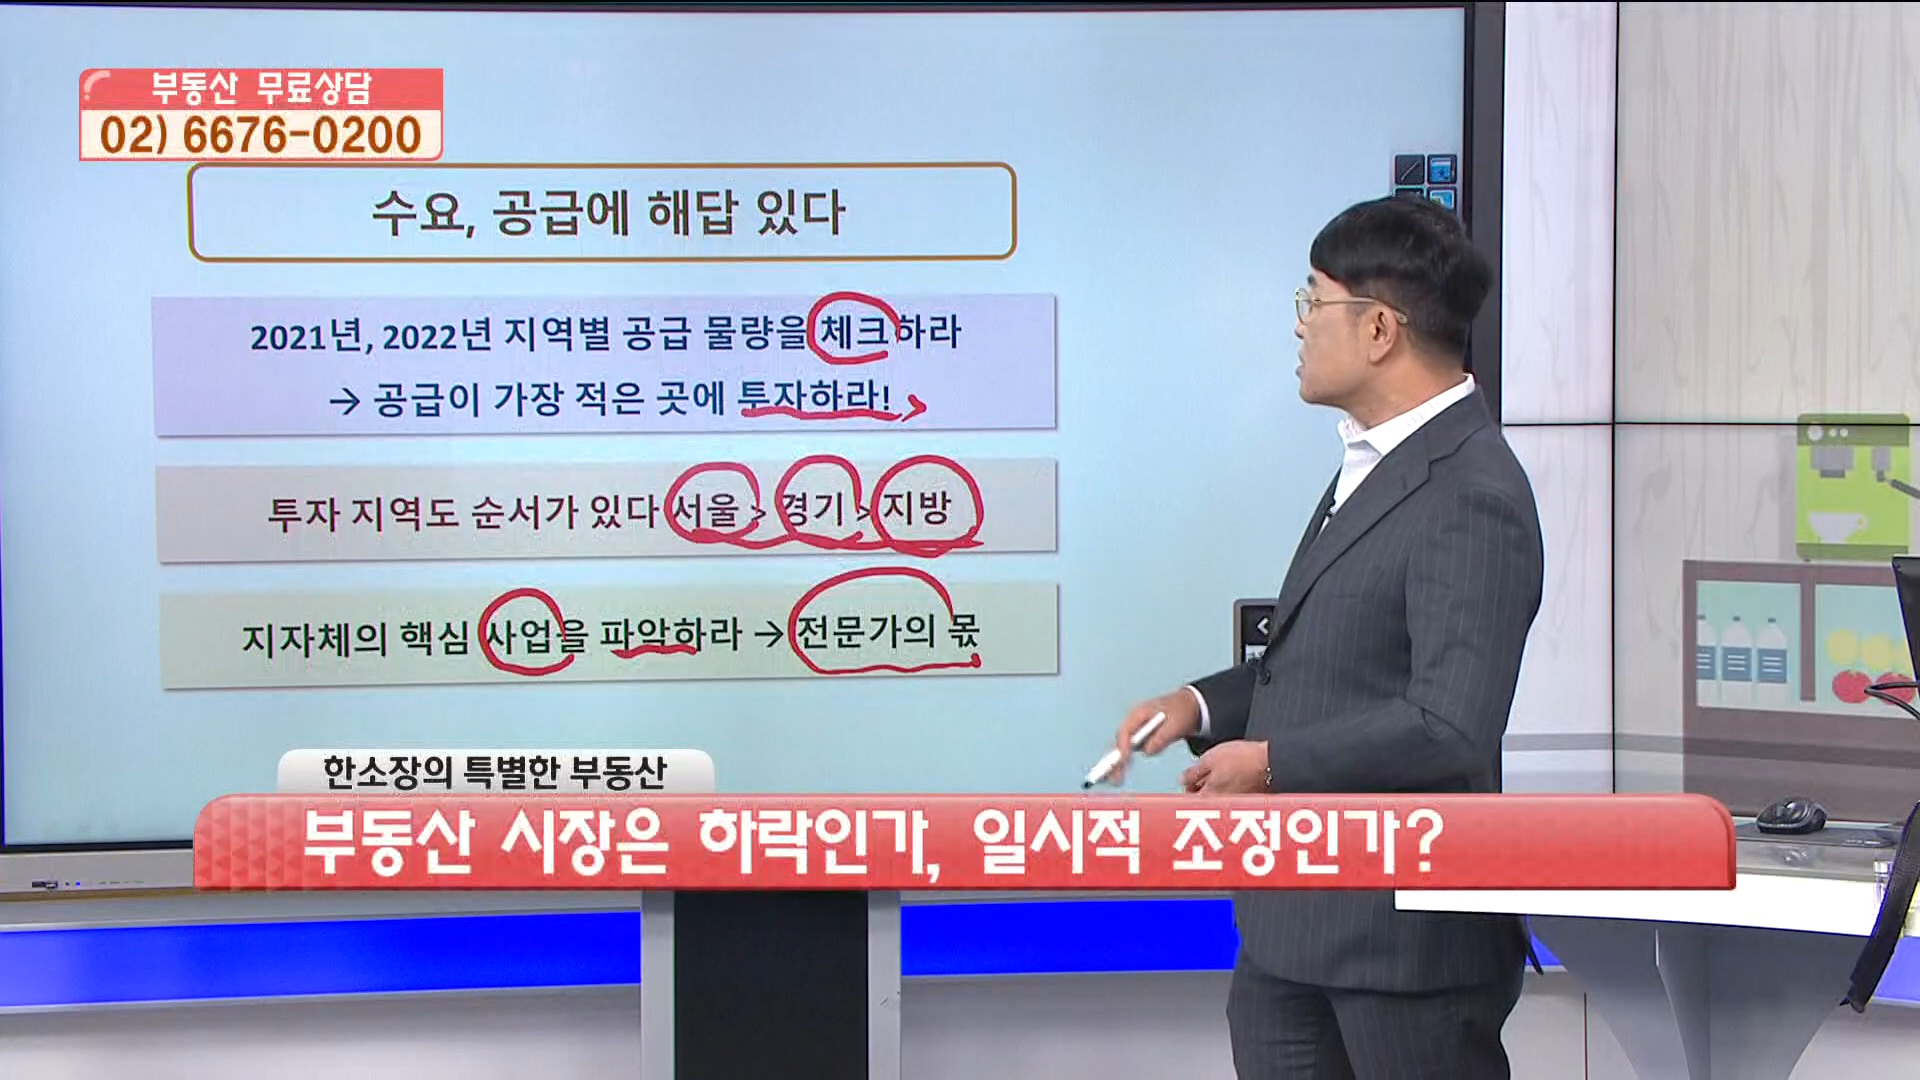 부동산 무료상담
02) 6676-0200
수요, 공급에 해답 있다
2021년, 2022년 지역별 공급 물량을 체크하라
→ 공급이 가장 적은 곳에 투자하라!
투자 지역도 순서가 있다 서울 > 경기 > 지방
지자체의 핵심 사업을 파악하라 → 전문가의 몫
한소장의 특별한 부동산
부동산 시장은 하락인가, 일시적 조정인가?